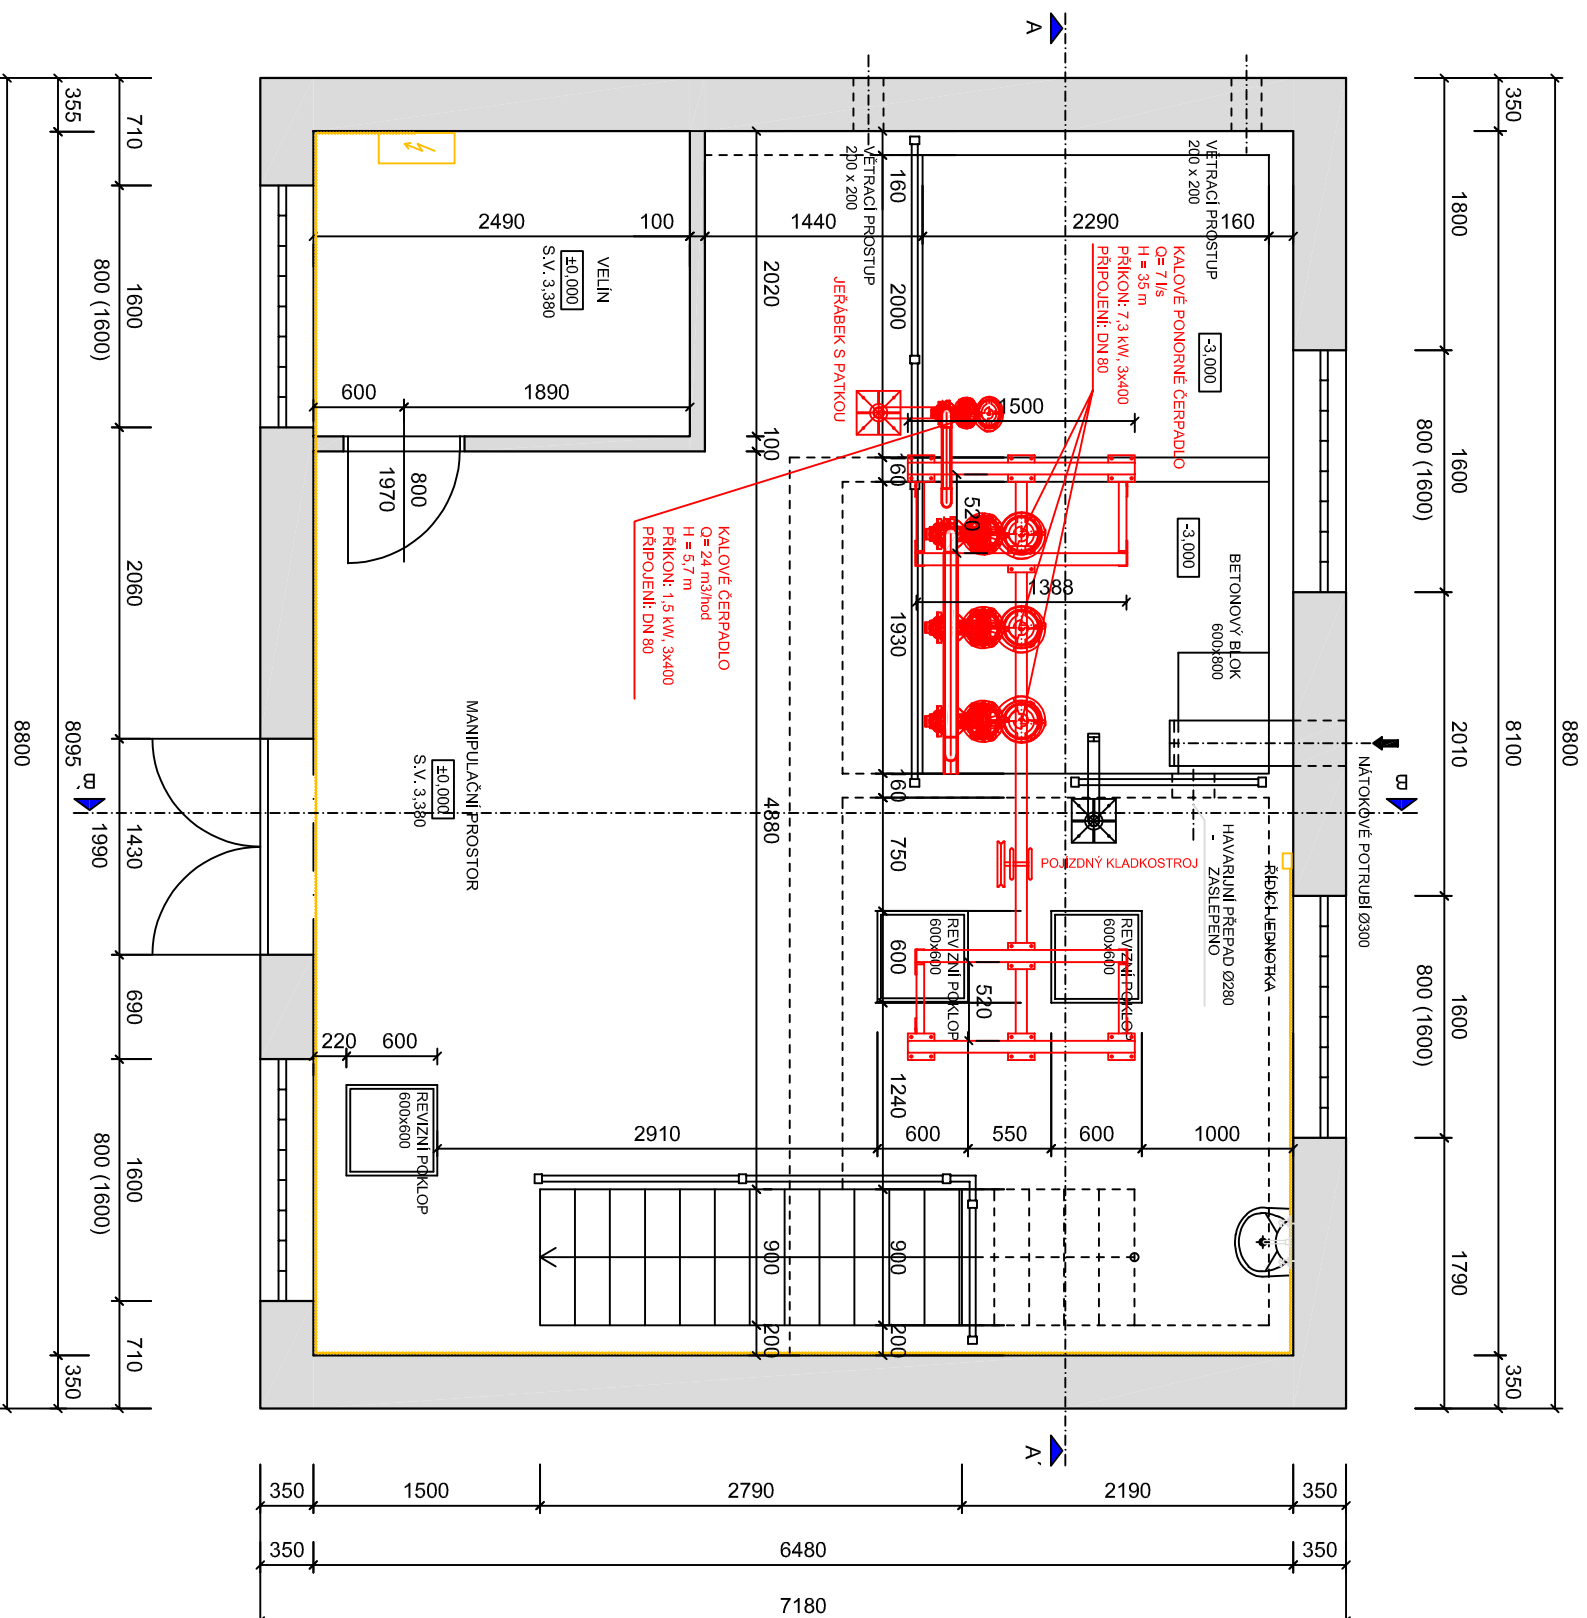 A
8800
350
8100
350
1800
1600
2010
1600
1790
800 (1600)
800 (1600)
VĚTRACÍ PROSTUP
200 x 200
VĚTRACÍ PROSTUP
200 x 200
160
2490
100
1440
2290
160
VELÍN
±0,000
S.V. 3,380
2020
2000
JEŘÁBEK S PATKOU
KALOVÉ PONORNÉ ČERPADLO
Q= 7 l/s
H = 35 m
PŘÍKON: 7,3 kW, 3x400
PŘIPOJENÍ: DN 80
-3,000
600
1890
1500
100
160
800
1970
520
-3,000
BETONOVÝ BLOK
600x800
1388
1930
KALOVÉ ČERPADLO
Q= 24 m3/hod
H = 5,7 m
PŘÍKON: 1,5 kW, 3x400
PŘIPOJENÍ: DN 80
MANIPULAČNÍ PROSTOR
±0,000
S.V. 3,380
160
4880
750
NÁTOKOVÉ POTRUBÍ Ø300
B
B'
POJÍZDNÝ KLADKOSTROJ
HAVARIJNÍ PŘEPAD Ø280
-
ZASLEPENO
ŘÍDÍCÍ JEDNOTKA
REVIZNÍ POKLOP
600x600
REVIZNÍ POKLOP
600x600
600
520
220
600
REVIZNÍ POKLOP
600x600
1240
2910
600
550
600
1000
900
900
200
200
710
1600
2060
1430
1990
690
1600
710
800 (1600)
800 (1600)
355
8095
350
8800
A'
350
1500
2790
2190
350
350
6480
350
7180